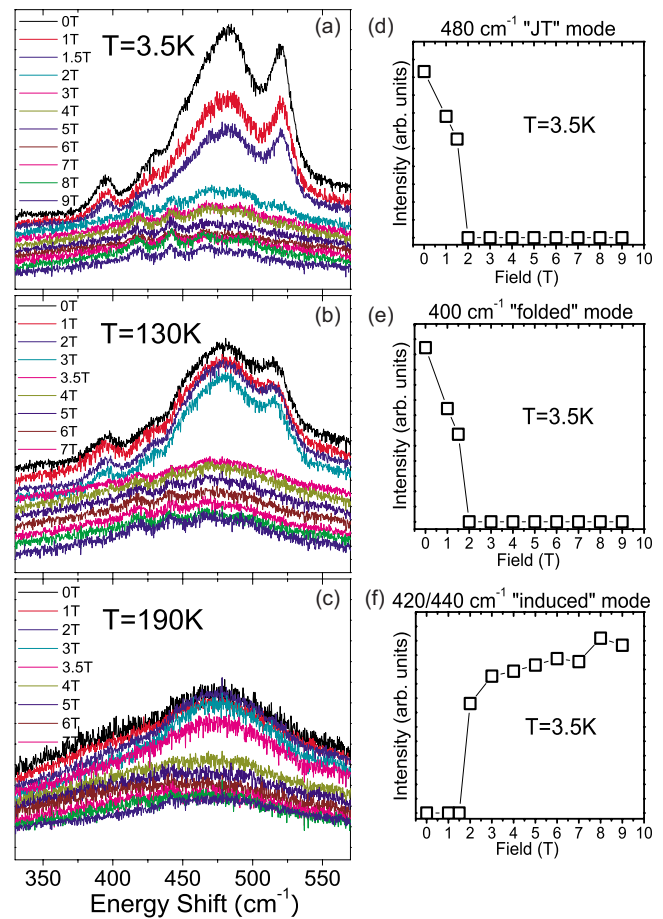 (a)
T=3.5K
0T
1T
1.5T
2T
3T
4T
5T
6T
7T
8T
9T
(b)
T=130K
0T
1T
2T
3T
3.5T
4T
5T
6T
7T
(c)
T=190K
0T
1T
2T
3T
3.5T
4T
5T
6T
7T
350 400 450 500 550
Energy Shift (cm⁻¹)
(d)
480 cm⁻¹ "JT" mode
Intensity (arb. units)
T=3.5K
0 1 2 3 4 5 6 7 8 9 10
Field (T)
(e)
400 cm⁻¹ "folded" mode
Intensity (arb. units)
T=3.5K
0 1 2 3 4 5 6 7 8 9 10
Field (T)
(f)
420/440 cm⁻¹ "induced" mode
Intensity (arb. units)
T=3.5K
0 1 2 3 4 5 6 7 8 9 10
Field (T)